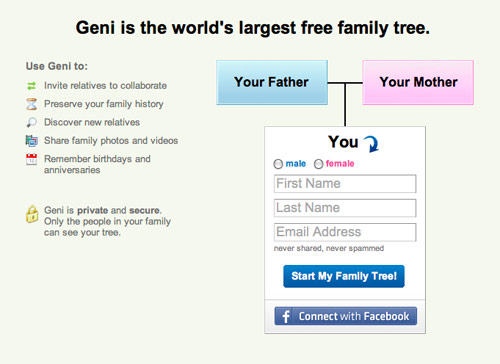 Geni is the world's largest free family tree.
Use Geni to:
Invite relatives to collaborate
Preserve your family history
Discover new relatives
Share family photos and videos
Remember birthdays and
anniversaries
Geni is private and secure.
Only the people in your family
can see your tree.
Your Father
Your Mother
You
male female
First Name
Last Name
Email Address
never shared, never spammed
Start My Family Tree!
f Connect with Facebook